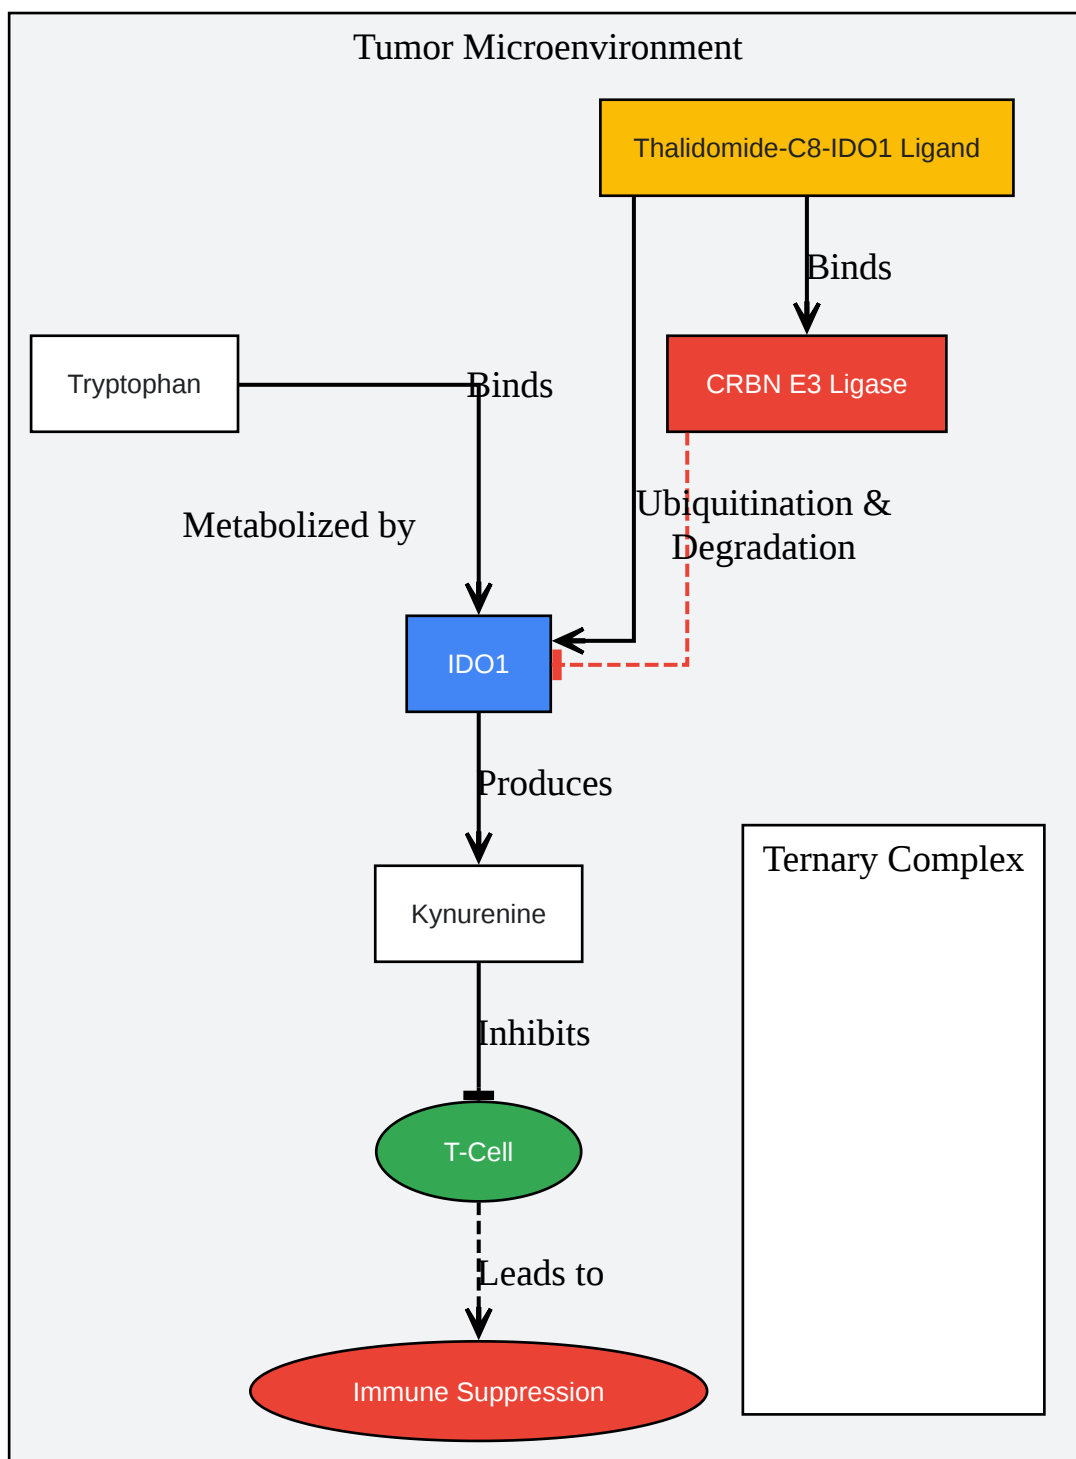 Tumor Microenvironment
Thalidomide-C8-IDO1 Ligand
Binds
Tryptophan
Binds
CRBN E3 Ligase
Metabolized by
Ubiquitination &
Degradation
IDO1
Produces
Ternary Complex
Kynurenine
Inhibits
T-Cell
Leads to
Immune Suppression